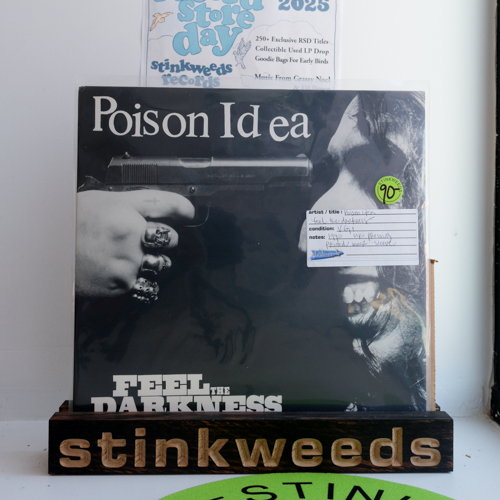 store
day
2025
250+ Exclusive RSD Titles
Collectible Used LP Drop
Goodie Bags For Early Birds
stinkweeds
records
Poison Idea
90-
artist / title:
condition:
notes:
FEEL THE
DARKNESS
stinkweeds